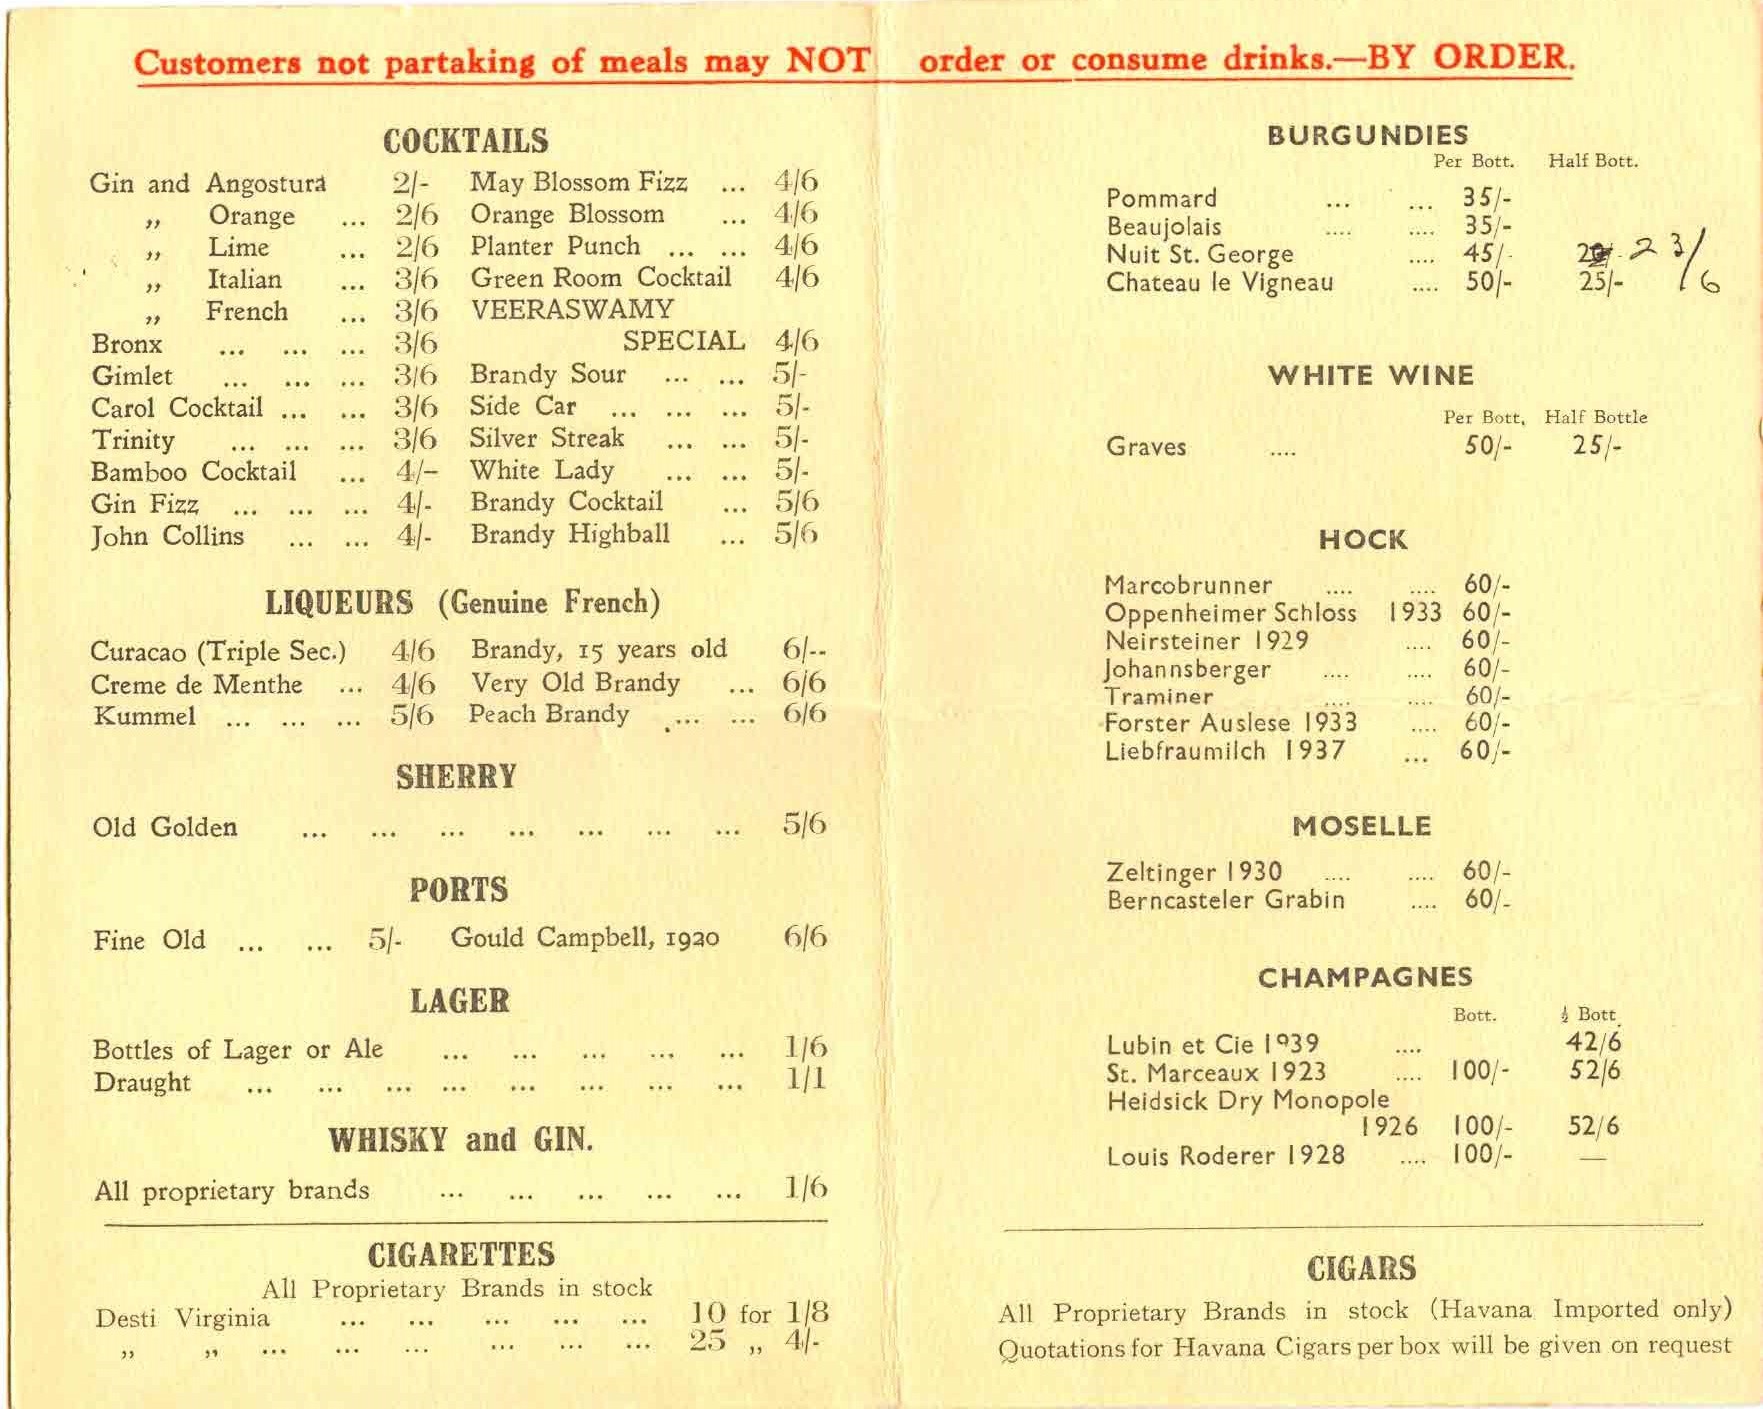 Customers not partaking of meals may NOT order or consume drinks.—BY ORDER.
COCKTAILS
Gin and Angostura 2/-
„ Orange ... 2/6
„ Lime ... 2/6
„ Italian ... 3/6
„ French ... 3/6
Bronx ... ... ... 3/6
Gimlet ... ... ... 3/6
Carol Cocktail ... ... 3/6
Trinity ... ... ... 3/6
Bamboo Cocktail ... 4/-
Gin Fizz ... ... ... 4/-
John Collins ... ... 4/-
May Blossom Fizz ... 4/6
Orange Blossom ... 4/6
Planter Punch ... ... 4/6
Green Room Cocktail 4/6
VEERASWAMY
SPECIAL 4/6
Brandy Sour ... ... 5/-
Side Car ... ... ... 5/-
Silver Streak ... ... 5/-
White Lady ... ... 5/-
Brandy Cocktail ... 5/6
Brandy Highball ... 5/6
LIQUEURS (Genuine French)
Curacao (Triple Sec.) 4/6
Creme de Menthe ... 4/6
Kummel ... ... ... 5/6
Brandy, 15 years old 6/--
Very Old Brandy ... 6/6
Peach Brandy ... ... 6/6
SHERRY
Old Golden ... ... ... ... ... ... ... 5/6
PORTS
Fine Old ... ... 5/- Gould Campbell, 1920 6/6
LAGER
Bottles of Lager or Ale ... ... ... ... ... 1/6
Draught ... ... ... ... ... ... ... ... 1/1
WHISKY and GIN.
All proprietary brands ... ... ... ... ... 1/6
CIGARETTES
All Proprietary Brands in stock
Desti Virginia ... ... ... ... ... 10 for 1/8
„ „ ... ... ... ... ... ... 25 „ 4/-
BURGUNDIES
Per Bott. Half Bott.
Pommard ... ... 35/-
Beaujolais .... .... 35/-
Nuit St. George .... 45/- 23/6
Chateau le Vigneau .... 50/- 25/-
WHITE WINE
Per Bott, Half Bottle
Graves .... 50/- 25/-
HOCK
Marcobrunner .... .... 60/-
Oppenheimer Schloss 1933 60/-
Neirsteiner 1929 .... 60/-
Johannsberger .... .... 60/-
Traminer .... .... 60/-
Forster Auslese 1933 .... 60/-
Liebfraumilch 1937 ... 60/-
MOSELLE
Zeltinger 1930 .... .... 60/-
Berncasteler Grabin .... 60/-
CHAMPAGNES
Bott. ½ Bott.
Lubin et Cie 1939 .... 42/6
St. Marceaux 1923 .... 100/- 52/6
Heidsick Dry Monopole
1926 100/- 52/6
Louis Roderer 1928 .... 100/- —
CIGARS
All Proprietary Brands in stock (Havana Imported only)
Quotations for Havana Cigars per box will be given on request